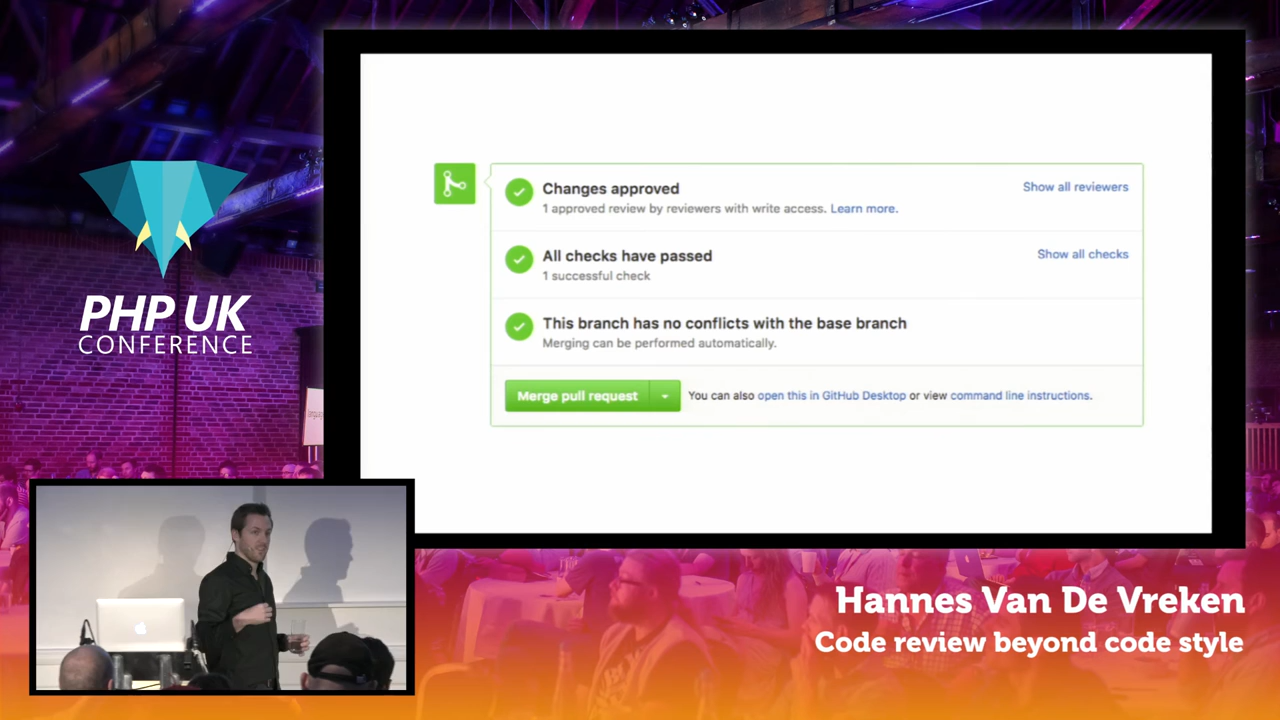 PHP UK
CONFERENCE
Changes approved
Show all reviewers
1 approved review by reviewers with write access. Learn more.
All checks have passed
Show all checks
1 successful check
This branch has no conflicts with the base branch
Merging can be performed automatically.
Merge pull request
You can also open this in GitHub Desktop or view command line instructions.
Hannes Van De Vreken
Code review beyond code style